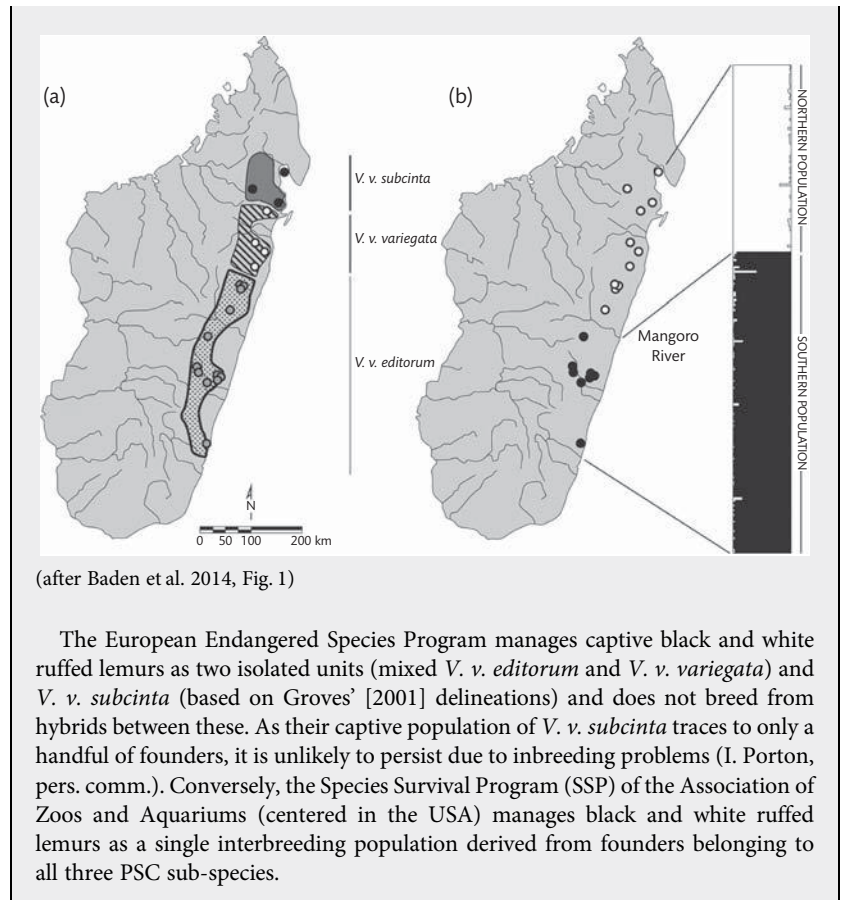 (a)
V. v. subcinta
V. v. variegata
V. v. editorum
N
0 50 100 200 km
(b)
Mangoro
River
NORTHERN POPULATION
SOUTHERN POPULATION
(after Baden et al. 2014, Fig. 1)
The European Endangered Species Program manages captive black and white
ruffed lemurs as two isolated units (mixed V. v. editorum and V. v. variegata) and
V. v. subcinta (based on Groves' [2001] delineations) and does not breed from
hybrids between these. As their captive population of V. v. subcinta traces to only a
handful of founders, it is unlikely to persist due to inbreeding problems (I. Porton,
pers. comm.). Conversely, the Species Survival Program (SSP) of the Association of
Zoos and Aquariums (centered in the USA) manages black and white ruffed
lemurs as a single interbreeding population derived from founders belonging to
all three PSC sub-species.